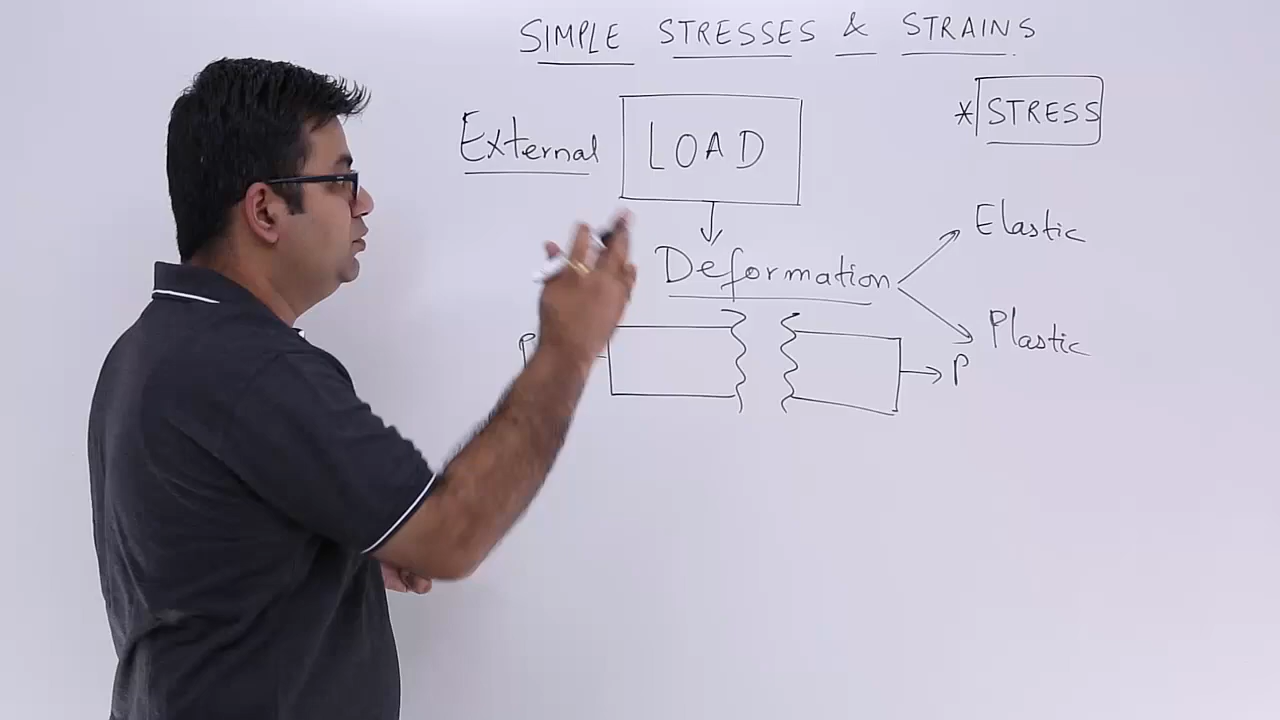 SIMPLE STRESSES & STRAINS
* STRESS
External LOAD
Deformation
Elastic
Plastic
P
P